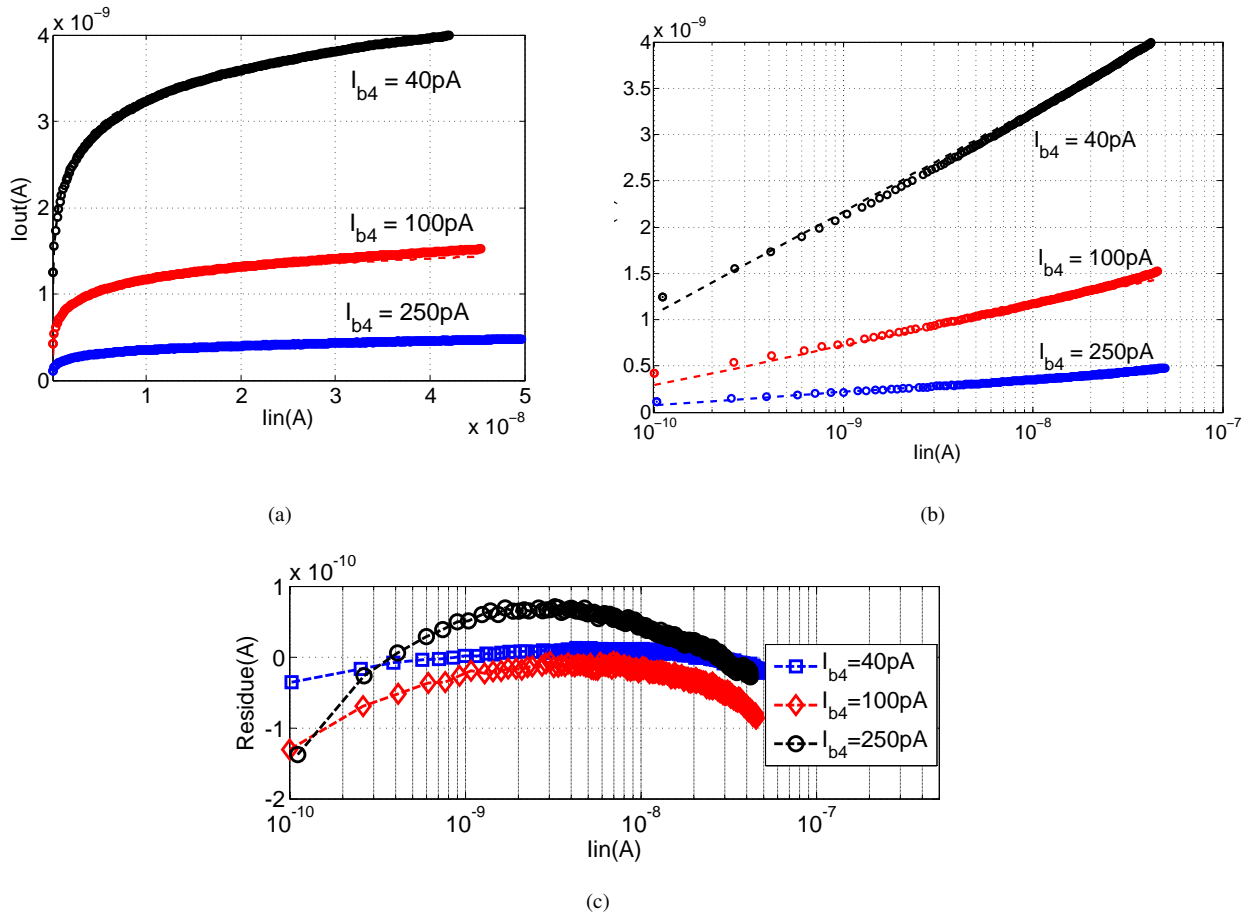 x 10^-9
4
3
2
1
0
Iout(A)
I_b4 = 40pA
I_b4 = 100pA
I_b4 = 250pA
1
2
3
4
5
Iin(A)
x 10^-8
(a)
x 10^-9
4
3.5
3
2.5
2
1.5
1
0.5
0
I_b4 = 40pA
I_b4 = 100pA
I_b4 = 250pA
10^-10
10^-9
10^-8
10^-7
Iin(A)
(b)
x 10^-10
1
0
-1
-2
Residue(A)
I_b4=40pA
I_b4=100pA
I_b4=250pA
10^-10
10^-9
10^-8
10^-7
Iin(A)
(c)